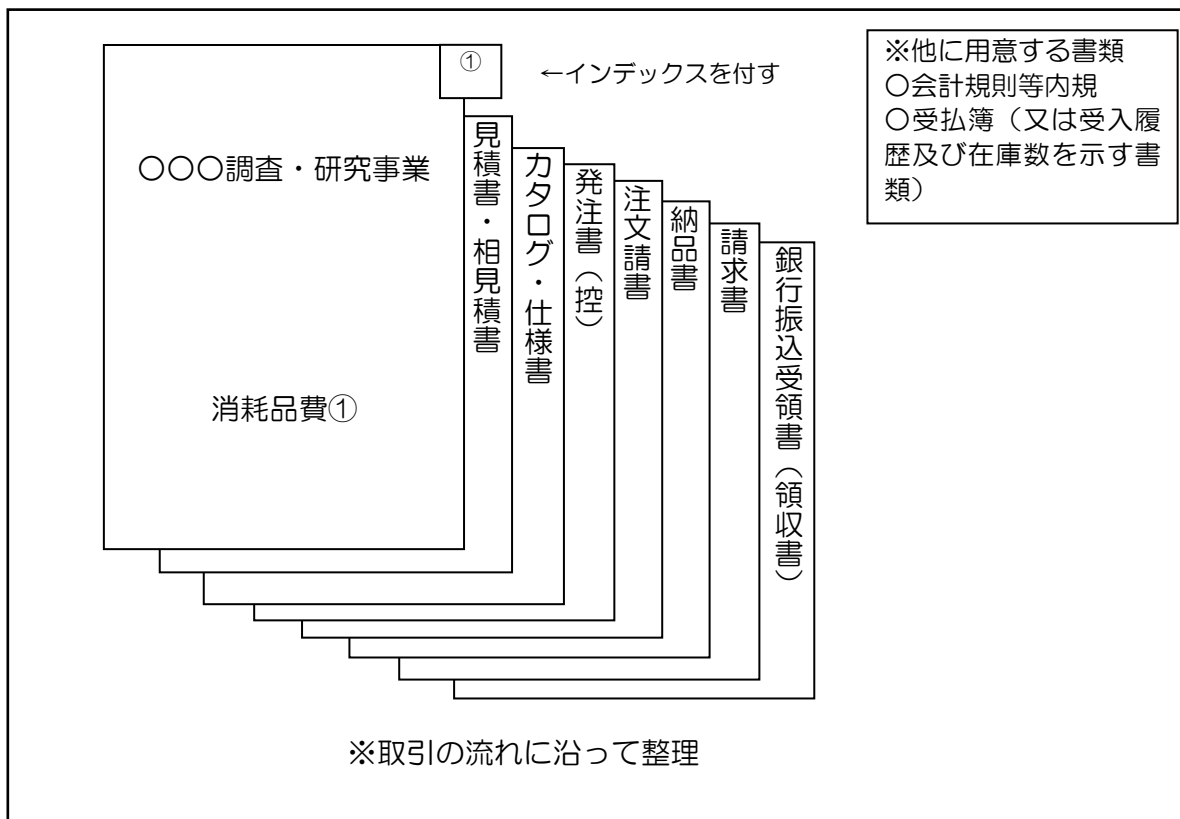 ①
←インデックスを付す
※他に用意する書類
〇会計規則等内規
〇受払簿（又は受入履
歴及び在庫数を示す書
類）
〇〇〇調査・研究事業
消耗品費①
見積書・相見積書
カタログ・仕様書
発注書（控）
注文請書
納品書
請求書
銀行振込受領書（領収書）
※取引の流れに沿って整理